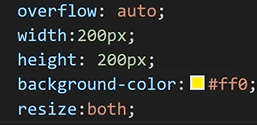 overflow: auto;
width:200px;
height: 200px;
background-color:#ff0;
resize:both;